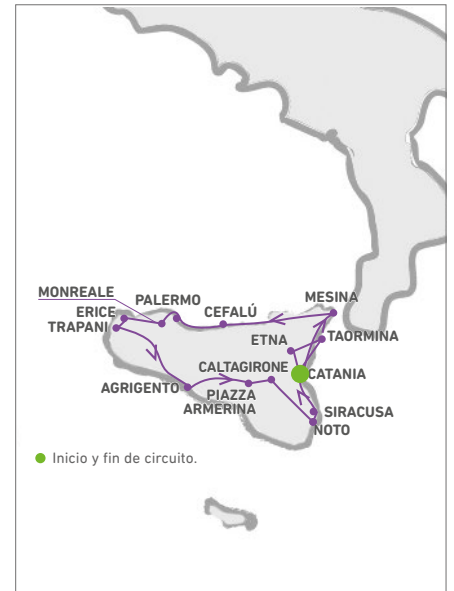 MONREALE
PALERMO
MESINA
ERICE
CEFALÚ
TRAPANI
ETNA
TAORMINA
CALTAGIRONE
CATANIA
AGRIGENTO
PIAZZA
ARMERINA
SIRACUSA
NOTO
Inicio y fin de circuito.